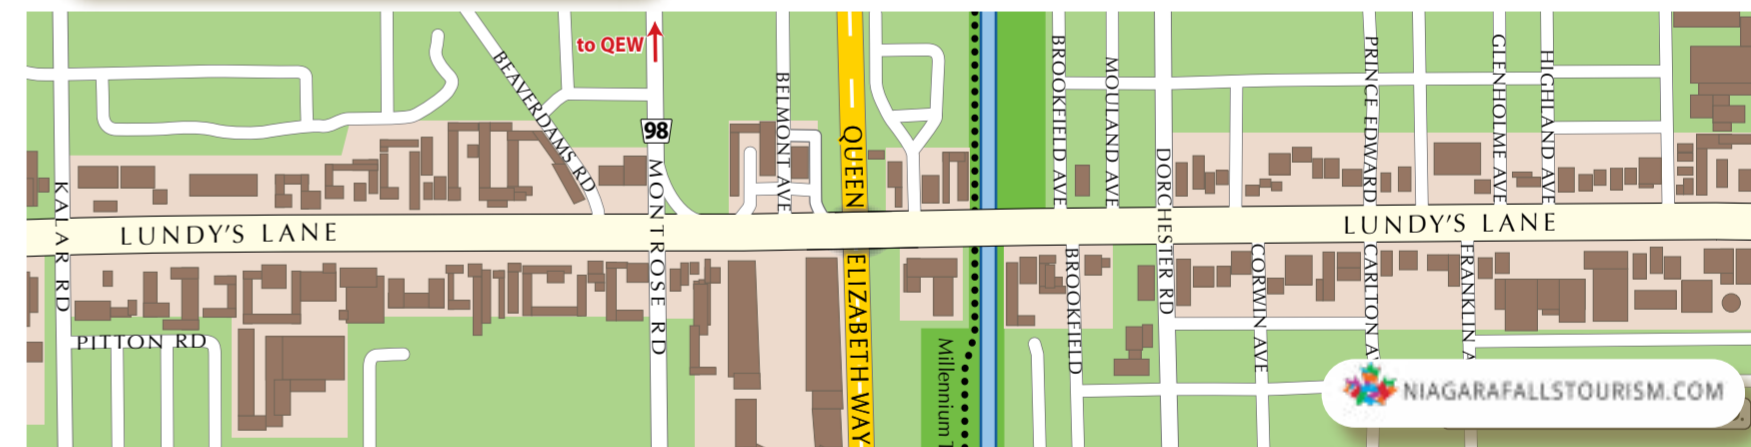 to QEW
98
KALAR RD
BEAVERDAMS RD
MONTROSE RD
BELMONT AVE
QUEEN
ELIZABETH WAY
BROOKFIELD AVE
MOULAND AVE
DORCHESTER RD
PRINCE EDWARD
GLENHOLME AVE
HIGHLAND AVE
LUNDY'S LANE
LUNDY'S LANE
PITTON RD
Millennium T
BROOKFIELD
CORWIN AVE
CARLTON A
FRANKLIN A
NIAGARAFALLSTOURISM.COM